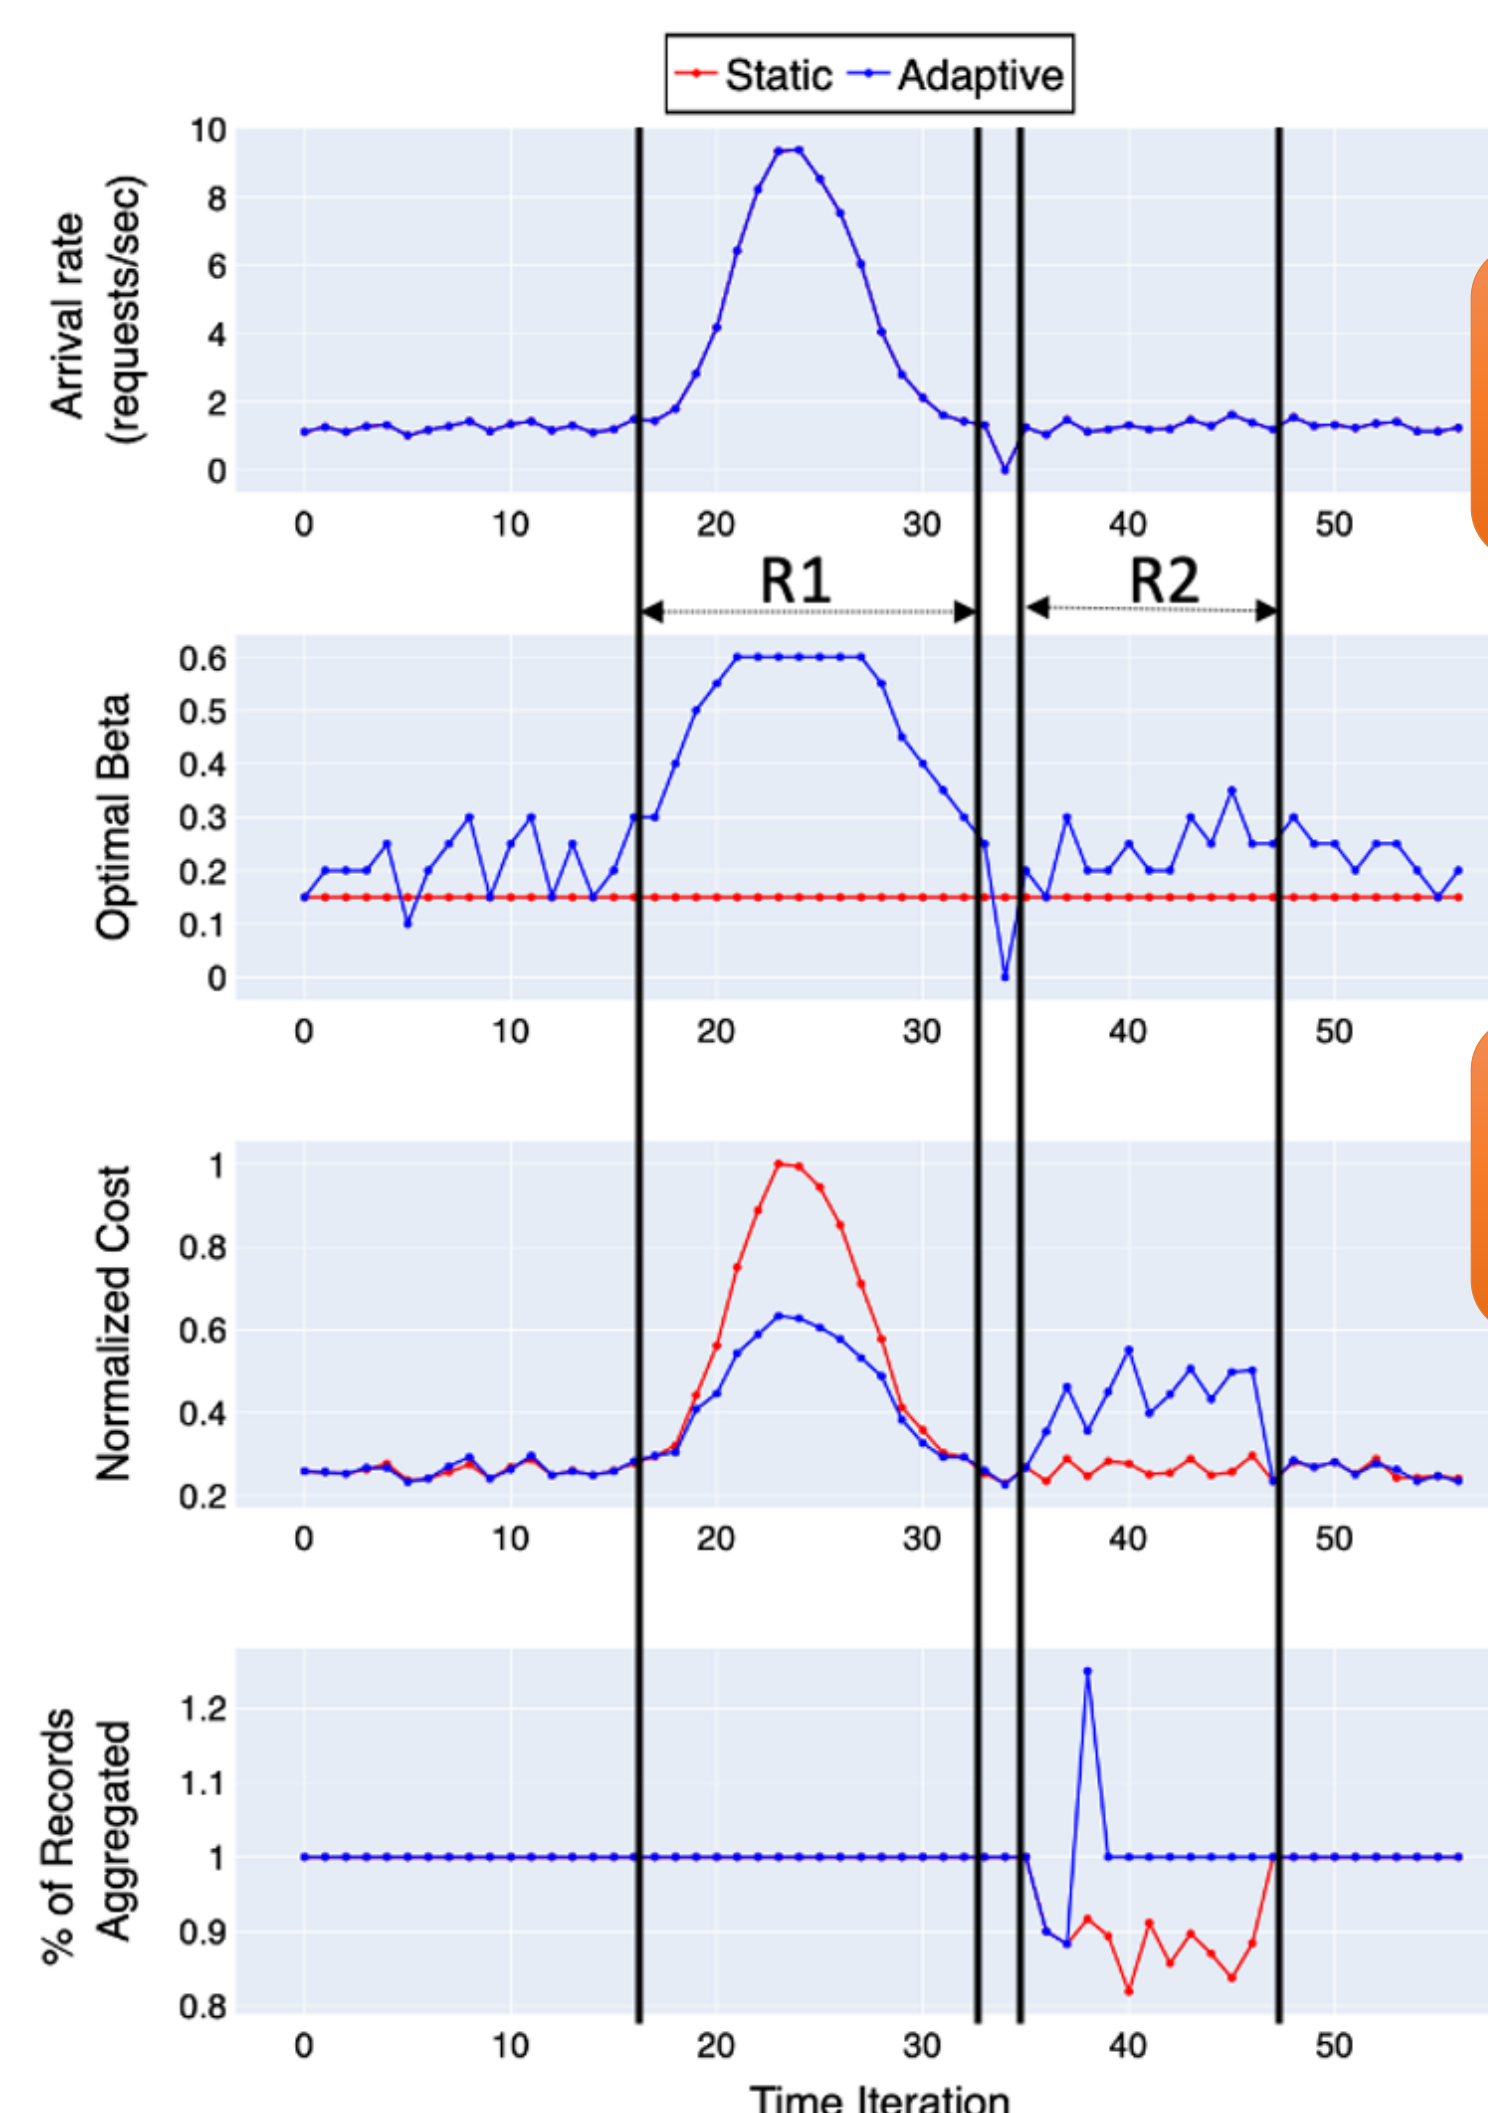 Static Adaptive
Arrival rate
(requests/sec)
10
8
6
4
2
0
0 10 20 30 40 50
R1 R2
Optimal Beta
0.6
0.5
0.4
0.3
0.2
0.1
0
0 10 20 30 40 50
Normalized Cost
1
0.8
0.6
0.4
0.2
0 10 20 30 40 50
% of Records
Aggregated
1.2
1.1
1
0.9
0.8
0 10 20 30 40 50
Time Iteration